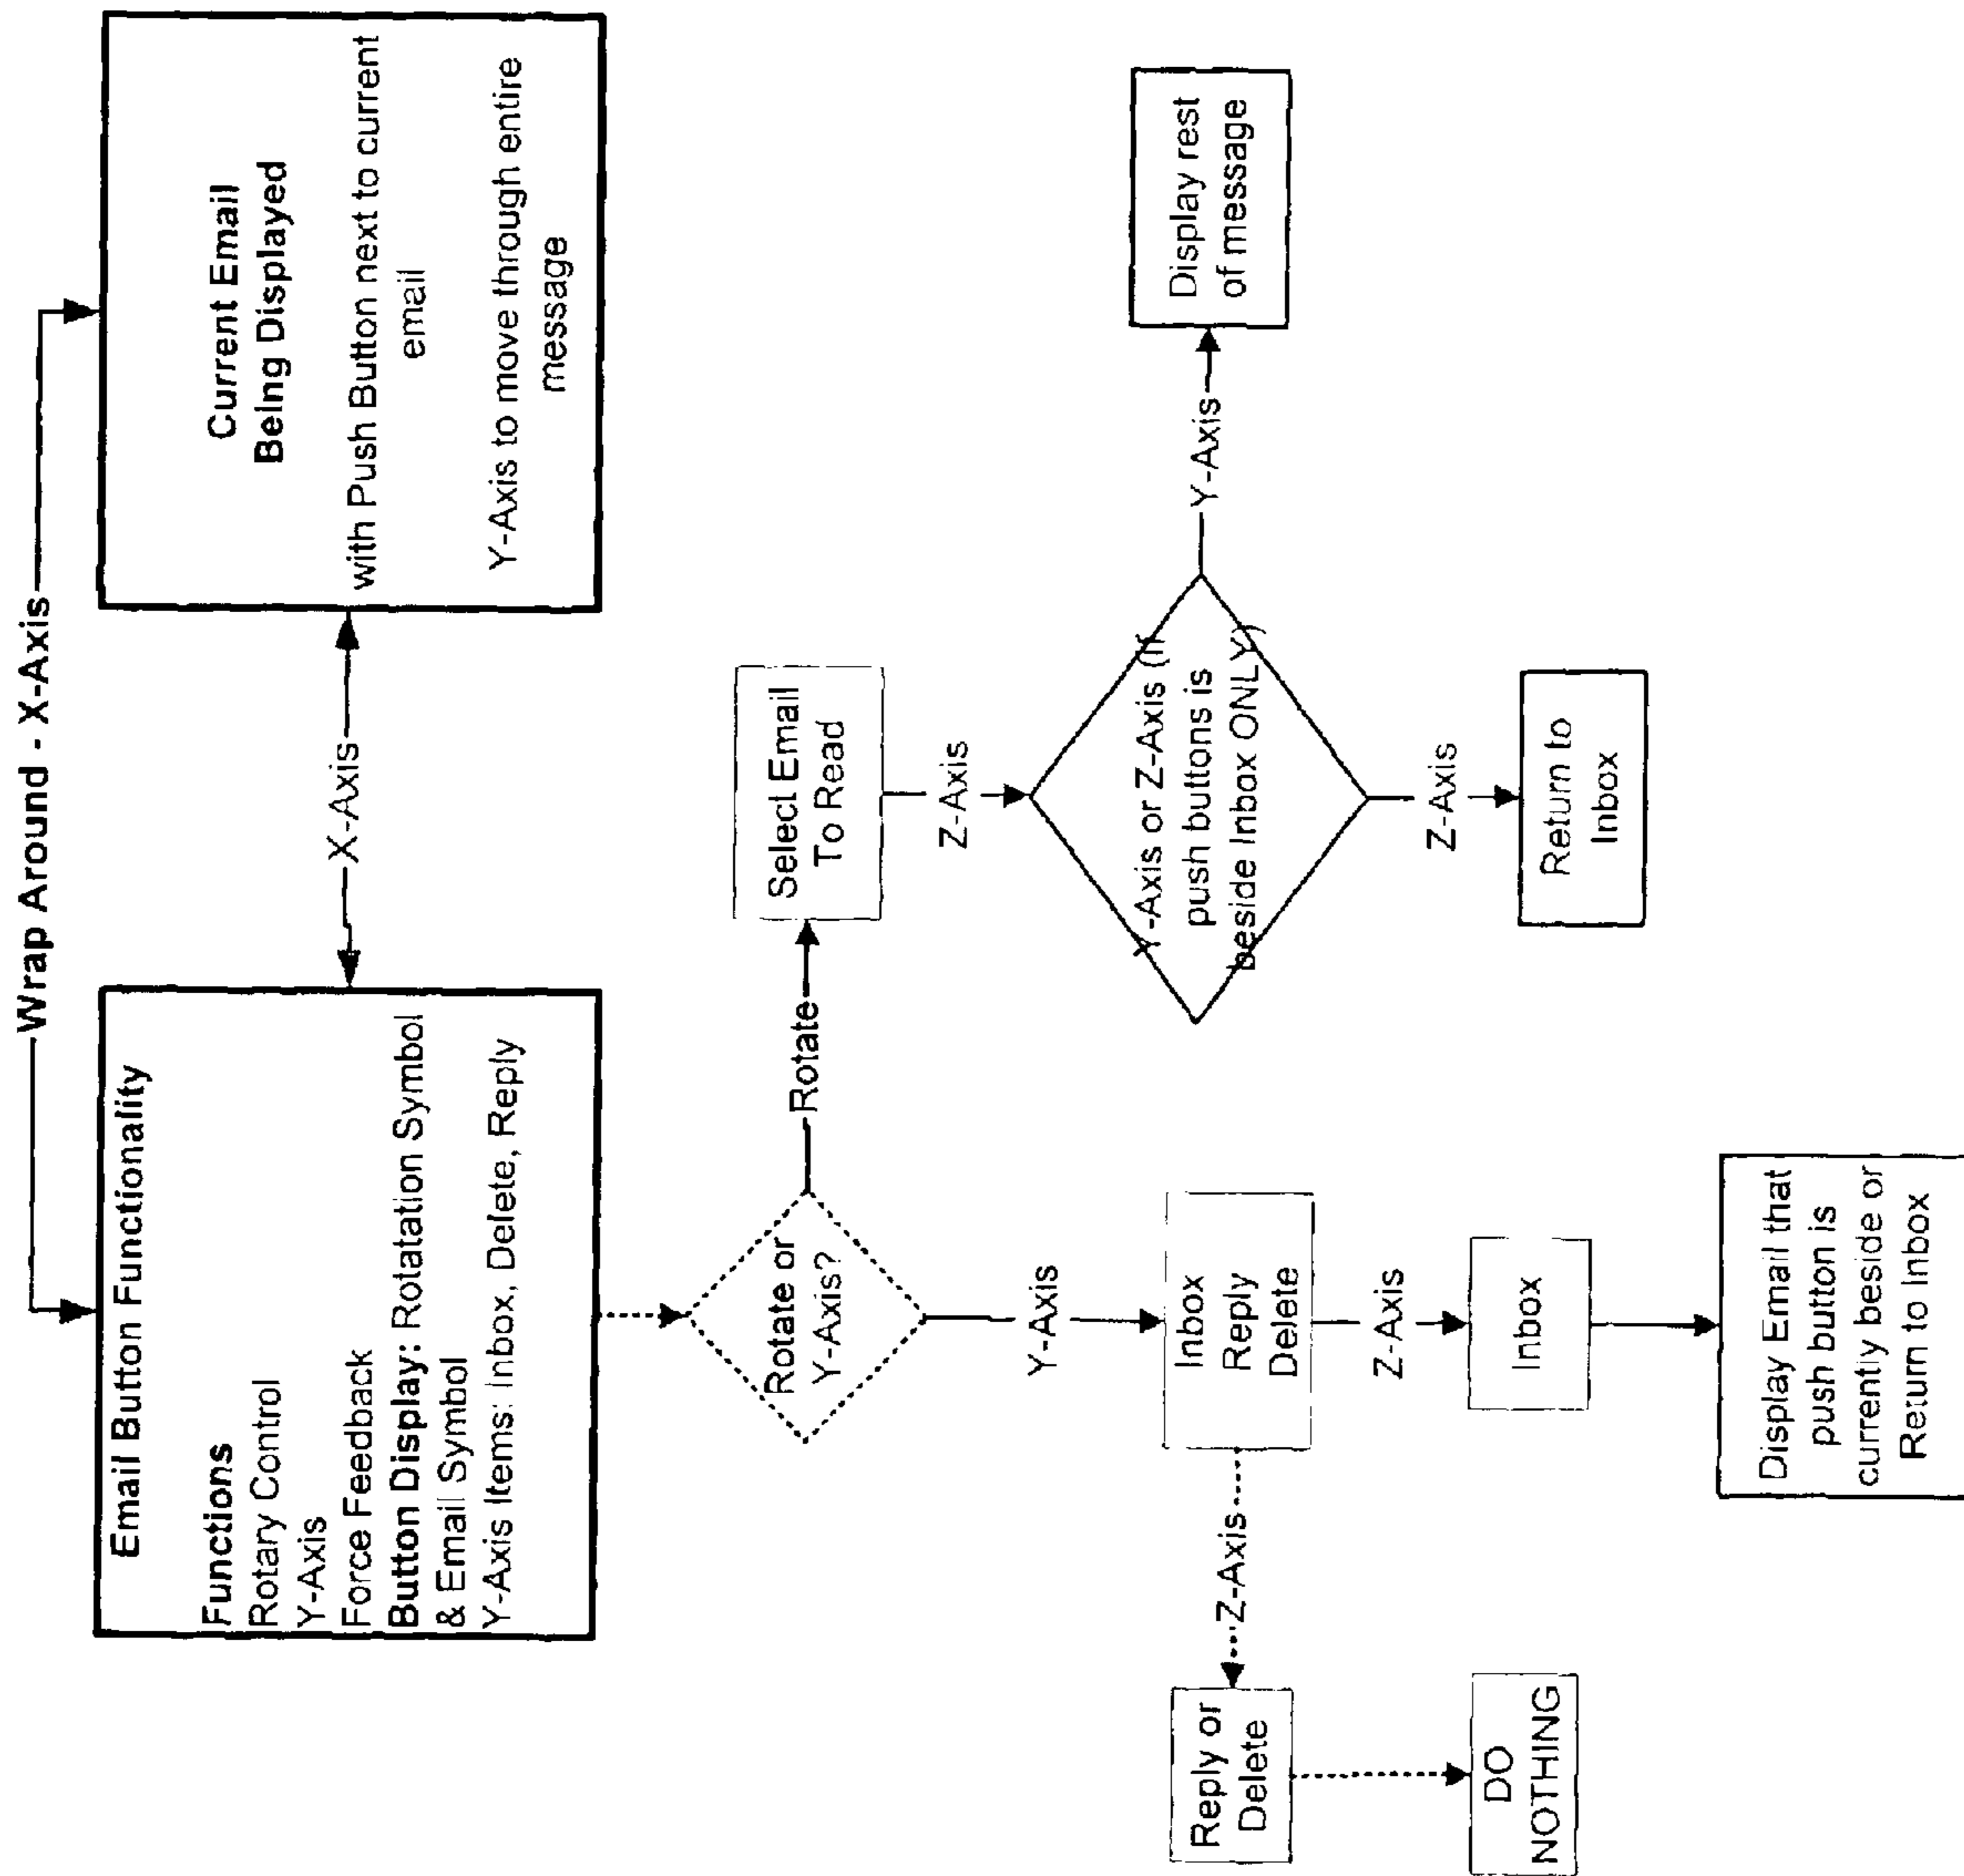 Wrap Around - X-Axis
Email Button Functionality
Functions
Rotary Control
Y-Axis
Force Feedback
Button Display: Rotatation Symbol
& Email Symbol
Y-Axis Items: Inbox, Delete, Reply
X-Axis
Current Email
Being Displayed
with Push Button next to current
email
Y-Axis to move through entire
message
Rotate or
Y-Axis?
Rotate
Select Email
To Read
Z-Axis
Y-Axis or Z-Axis (If
push buttons is
beside Inbox ONLY)
Y-Axis
Display rest
of message
Z-Axis
Return to
Inbox
Y-Axis
Inbox
Reply
Delete
Z-Axis
Reply or
Delete
DO
NOTHING
Z-Axis
Inbox
Display Email that
push button is
currently beside or
Return to Inbox